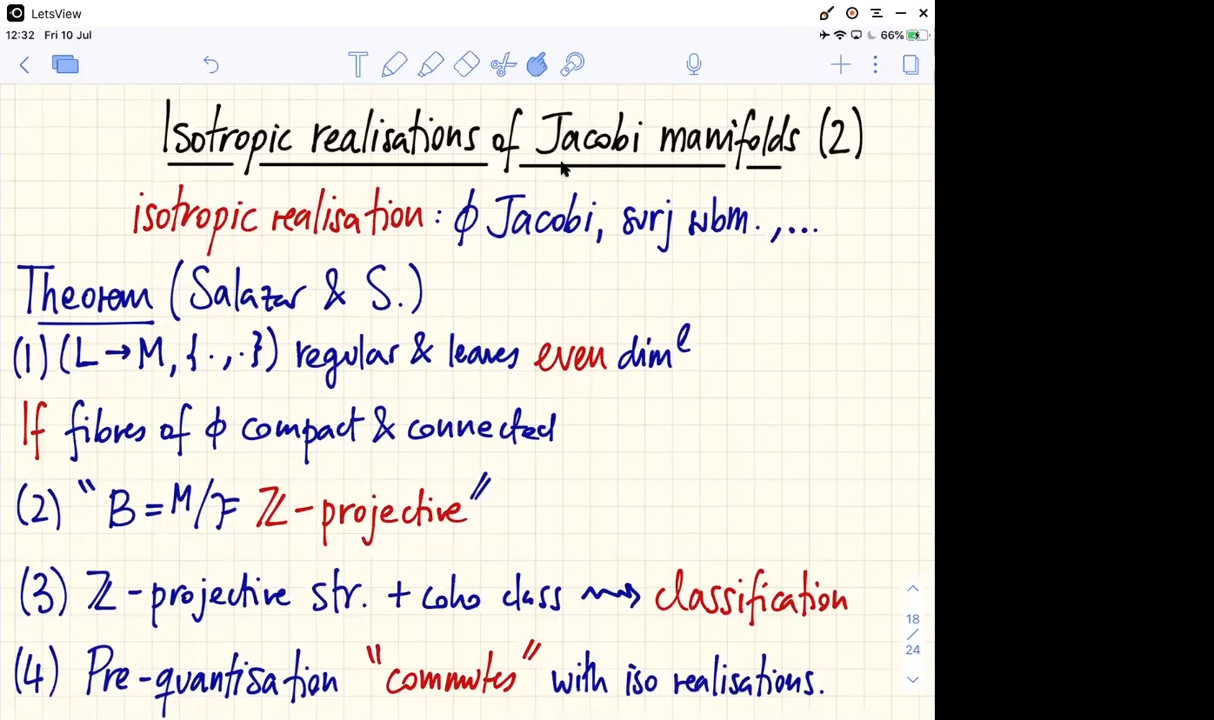 LetsView
12:32 Fri 10 Jul 66%
Isotropic realisations of Jacobi manifolds (2)
isotropic realisation: ϕ Jacobi, surj subm. ,...
Theorem (Salazar & S.)
(1) (L → M, {·,·}) regular & leaves even dimˡ
If fibres of ϕ compact & connected
(2) "B = M/F ℤ-projective"
(3) ℤ-projective str. + coho class ⇝ classification
18
/
24
(4) Pre-quantisation "commutes" with iso realisations.